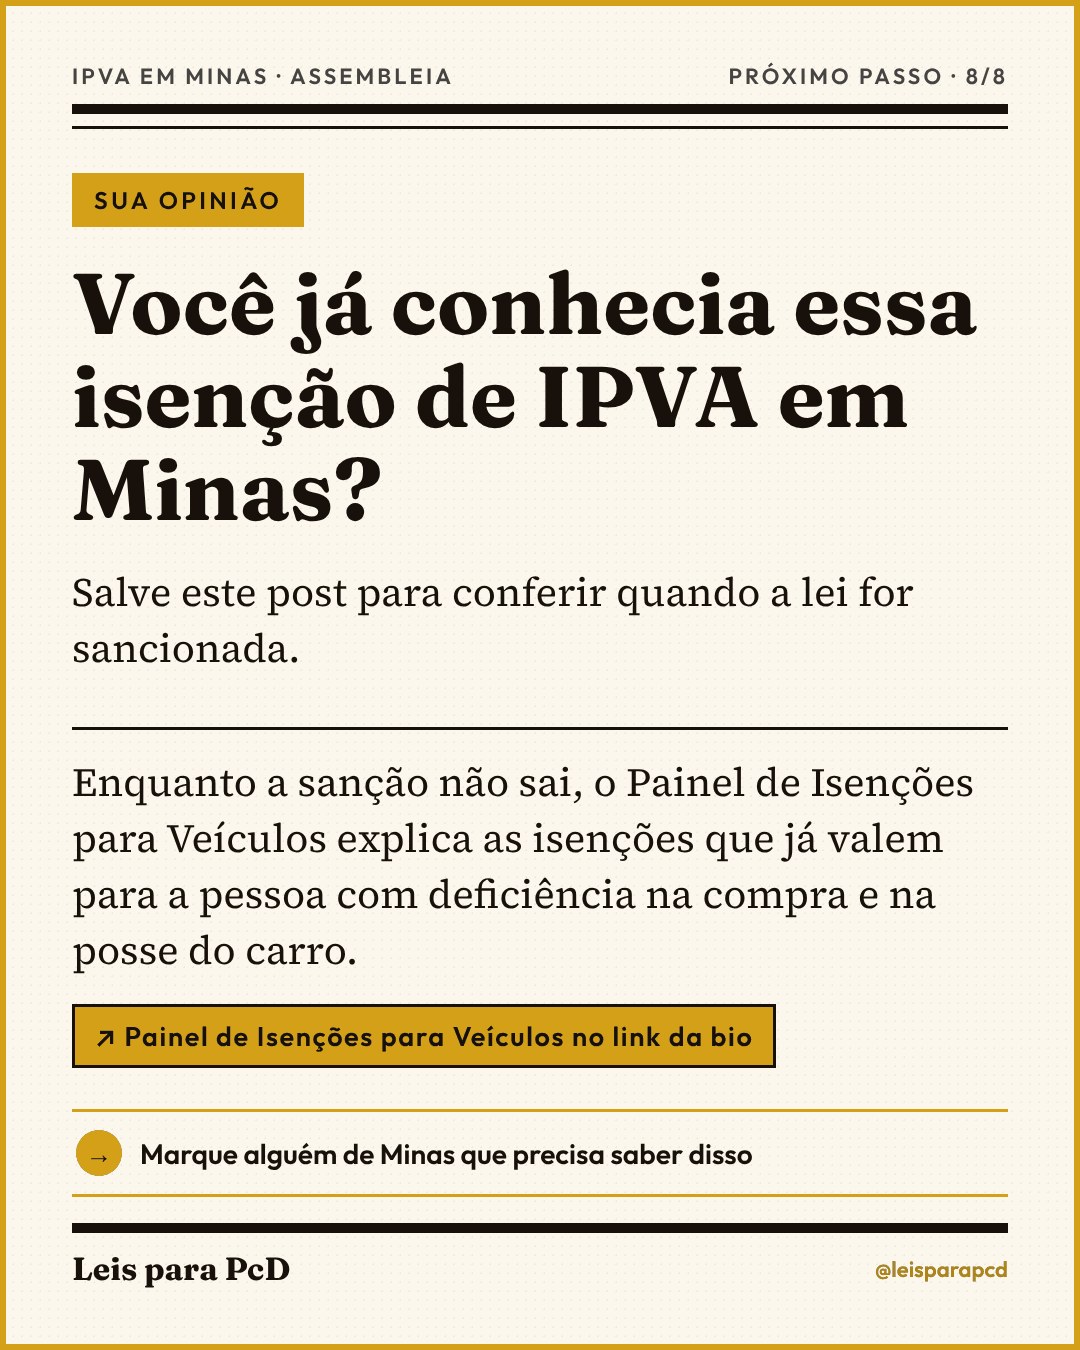 IPVA EM MINAS · ASSEMBLEIA
PRÓXIMO PASSO · 8/8
SUA OPINIÃO
Você já conhecia essa
isenção de IPVA em
Minas?
Salve este post para conferir quando a lei for
sancionada.
Enquanto a sanção não sai, o Painel de Isenções
para Veículos explica as isenções que já valem
para a pessoa com deficiência na compra e na
posse do carro.
↗ Painel de Isenções para Veículos no link da bio
→ Marque alguém de Minas que precisa saber disso
Leis para PcD
@leisparapcd